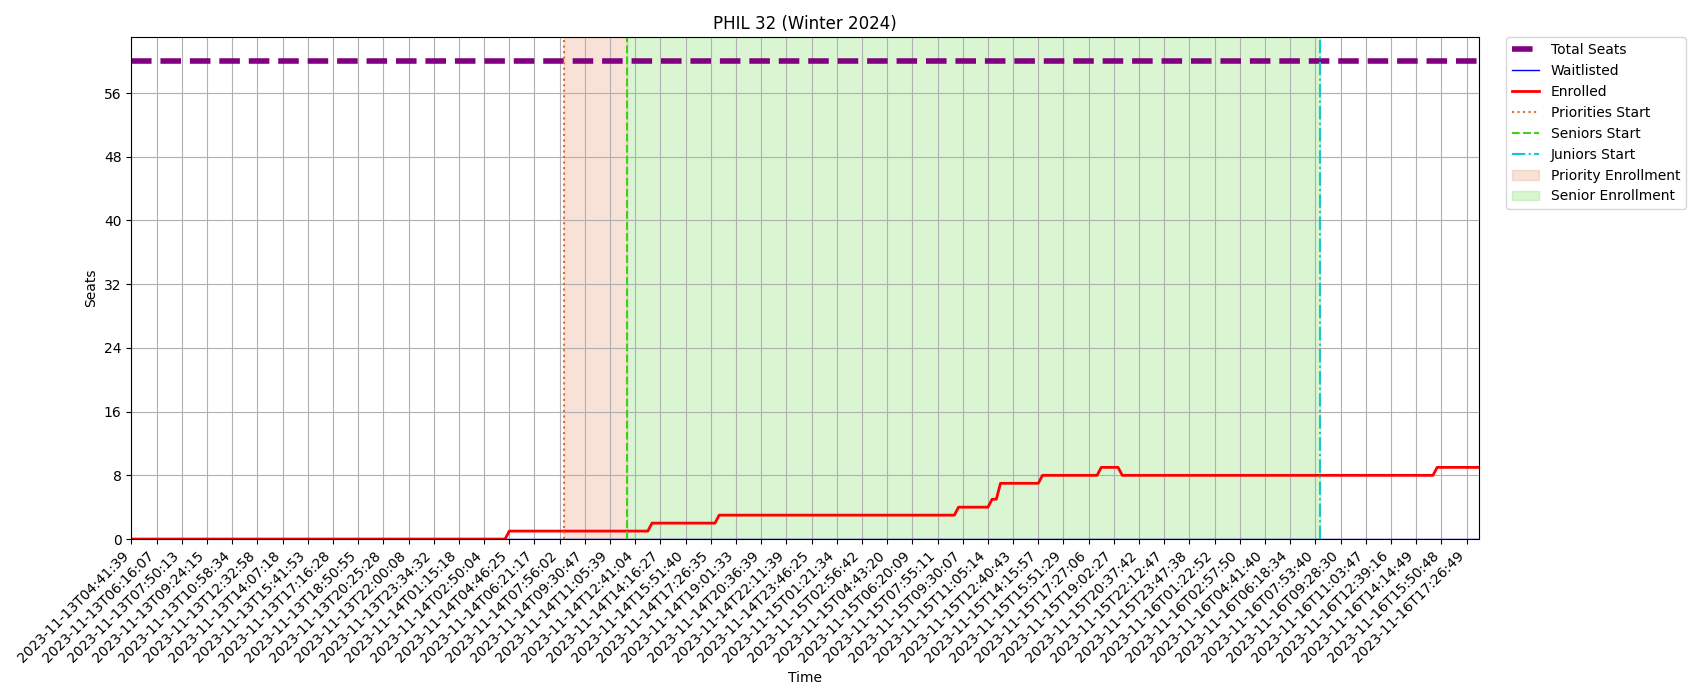 PHIL 32 (Winter 2024)
Total Seats
Waitlisted
Enrolled
Priorities Start
Seniors Start
Juniors Start
Priority Enrollment
Senior Enrollment
Seats
56
48
40
32
24
16
8
0
2023-11-13T04:41:39
2023-11-13T06:16:07
2023-11-13T07:50:13
2023-11-13T09:24:15
2023-11-13T10:58:34
2023-11-13T12:32:58
2023-11-13T14:07:18
2023-11-13T15:41:53
2023-11-13T17:16:28
2023-11-13T18:50:55
2023-11-13T20:25:28
2023-11-13T22:00:08
2023-11-13T23:34:32
2023-11-14T01:15:18
2023-11-14T02:50:04
2023-11-14T04:46:25
2023-11-14T06:21:17
2023-11-14T07:56:02
2023-11-14T09:30:47
2023-11-14T11:05:39
2023-11-14T12:41:04
2023-11-14T14:16:27
2023-11-14T15:51:40
2023-11-14T17:26:35
2023-11-14T19:01:33
2023-11-14T20:36:39
2023-11-14T22:11:39
2023-11-14T23:46:25
2023-11-15T01:21:34
2023-11-15T02:56:42
2023-11-15T04:43:20
2023-11-15T06:20:09
2023-11-15T07:55:11
2023-11-15T09:30:07
2023-11-15T11:05:14
2023-11-15T12:40:43
2023-11-15T14:15:57
2023-11-15T15:51:29
2023-11-15T17:27:06
2023-11-15T19:02:27
2023-11-15T20:37:42
2023-11-15T22:12:47
2023-11-15T23:47:38
2023-11-16T01:22:52
2023-11-16T02:57:50
2023-11-16T04:41:40
2023-11-16T06:18:34
2023-11-16T07:53:40
2023-11-16T09:28:30
2023-11-16T11:03:47
2023-11-16T12:39:16
2023-11-16T14:14:49
2023-11-16T15:50:48
2023-11-16T17:26:49
Time